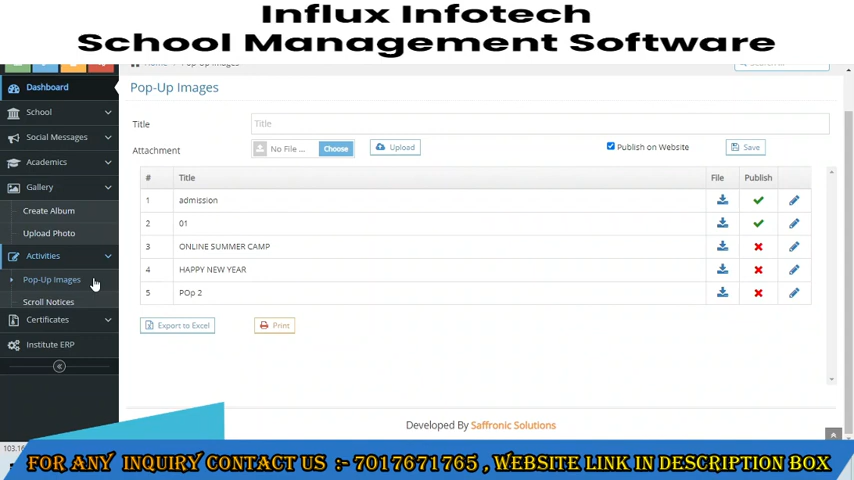 Influx Infotech
School Management Software
Pop-Up Images
Dashboard
School
Social Messages
Academics
Gallery
Create Album
Upload Photo
Activities
Pop-Up Images
Scroll Notices
Certificates
Institute ERP
Title Title
Attachment No File ... Choose Upload Publish on Website Save
# Title File Publish
1 admission
2 01
3 ONLINE SUMMER CAMP
4 HAPPY NEW YEAR
5 POp 2
Export to Excel Print
Developed By Saffronic Solutions
FOR ANY INQUIRY CONTACT US :- 7017671765 , WEBSITE LINK IN DESCRIPTION BOX